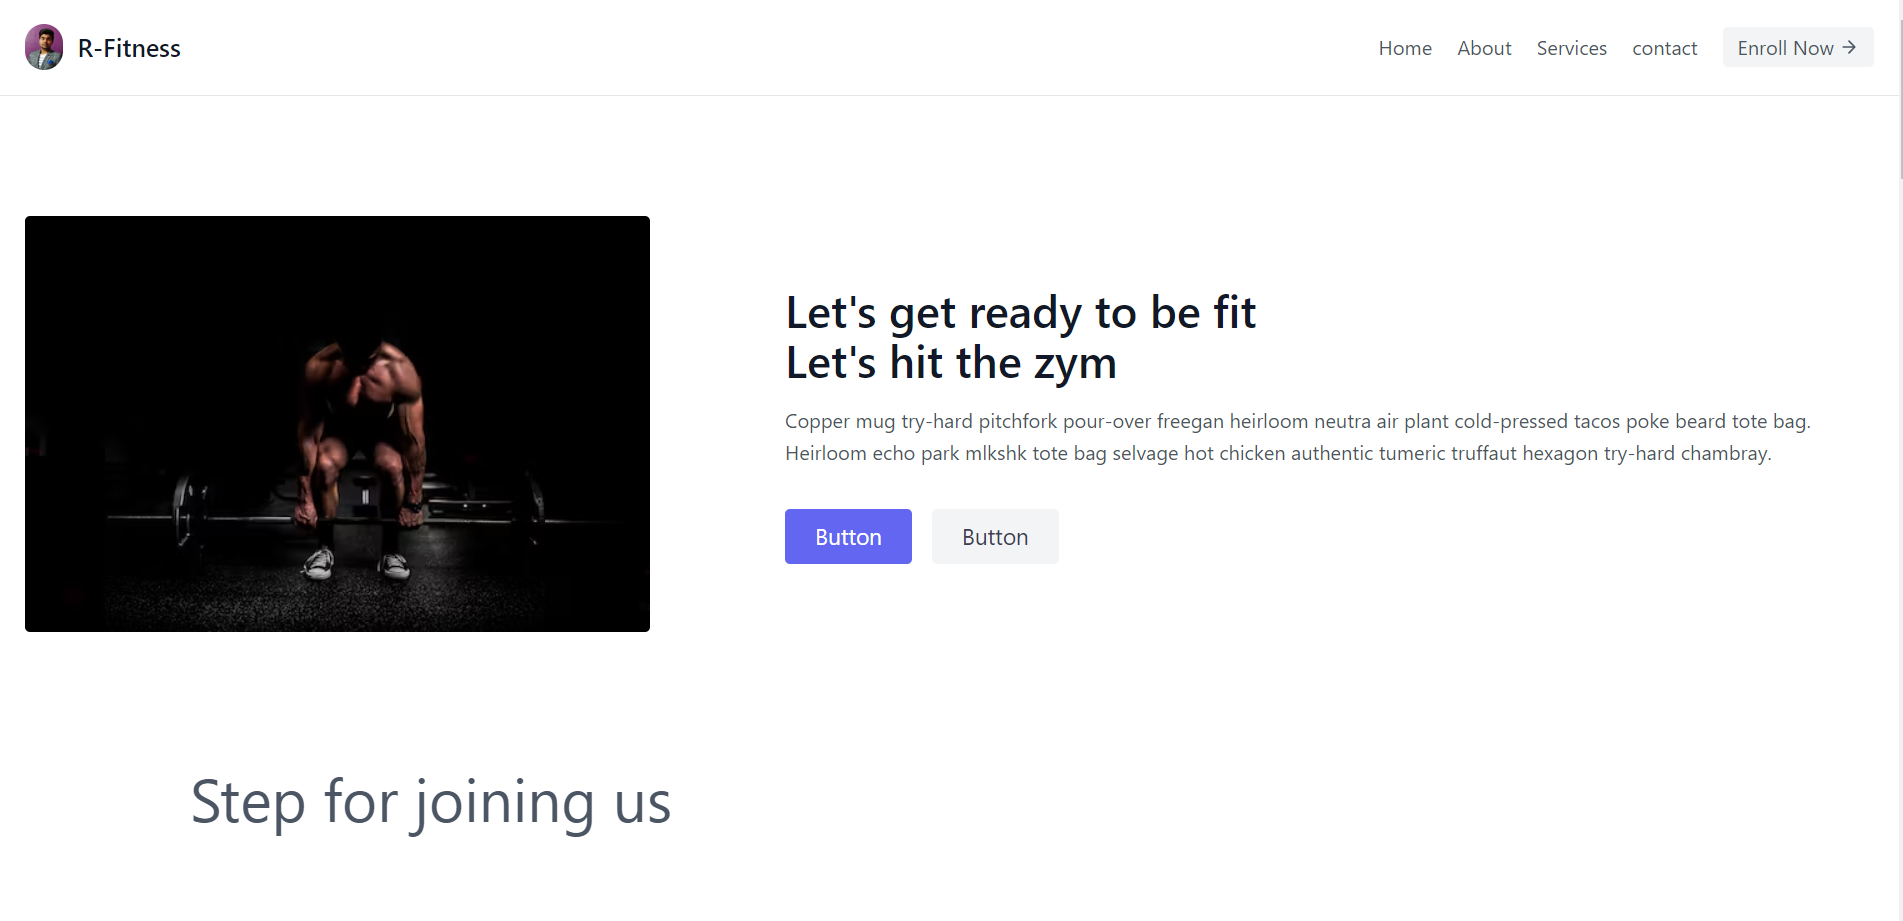 R-Fitness
Home About Services contact Enroll Now →
Let's get ready to be fit
Let's hit the zym
Copper mug try-hard pitchfork pour-over freegan heirloom neutra air plant cold-pressed tacos poke beard tote bag.
Heirloom echo park mlkshk tote bag selvage hot chicken authentic tumeric truffaut hexagon try-hard chambray.
Button Button
Step for joining us